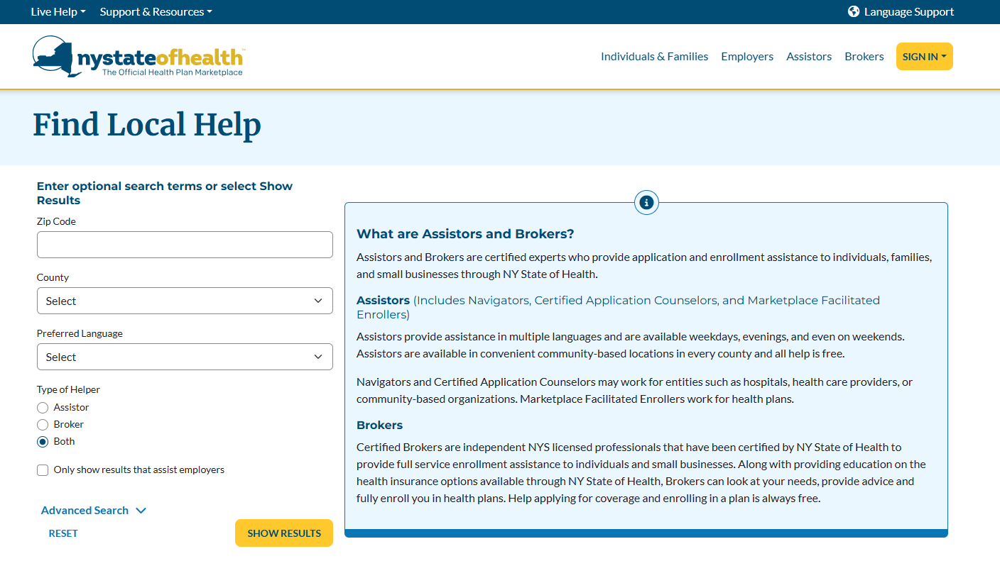 Live Help
Support & Resources
Language Support
nystateofhealth™
The Official Health Plan Marketplace
Individuals & Families
Employers
Assistors
Brokers
SIGN IN
Find Local Help
Enter optional search terms or select Show
Results
Zip Code
County
Select
Preferred Language
Select
Type of Helper
Assistor
Broker
Both
Only show results that assist employers
Advanced Search
RESET
SHOW RESULTS
What are Assistors and Brokers?
Assistors and Brokers are certified experts who provide application and enrollment assistance to individuals, families,
and small businesses through NY State of Health.
Assistors (Includes Navigators, Certified Application Counselors, and Marketplace Facilitated
Enrollers)
Assistors provide assistance in multiple languages and are available weekdays, evenings, and even on weekends.
Assistors are available in convenient community-based locations in every county and all help is free.
Navigators and Certified Application Counselors may work for entities such as hospitals, health care providers, or
community-based organizations. Marketplace Facilitated Enrollers work for health plans.
Brokers
Certified Brokers are independent NYS licensed professionals that have been certified by NY State of Health to
provide full service enrollment assistance to individuals and small businesses. Along with providing education on the
health insurance options available through NY State of Health, Brokers can look at your needs, provide advice and
fully enroll you in health plans. Help applying for coverage and enrolling in a plan is always free.